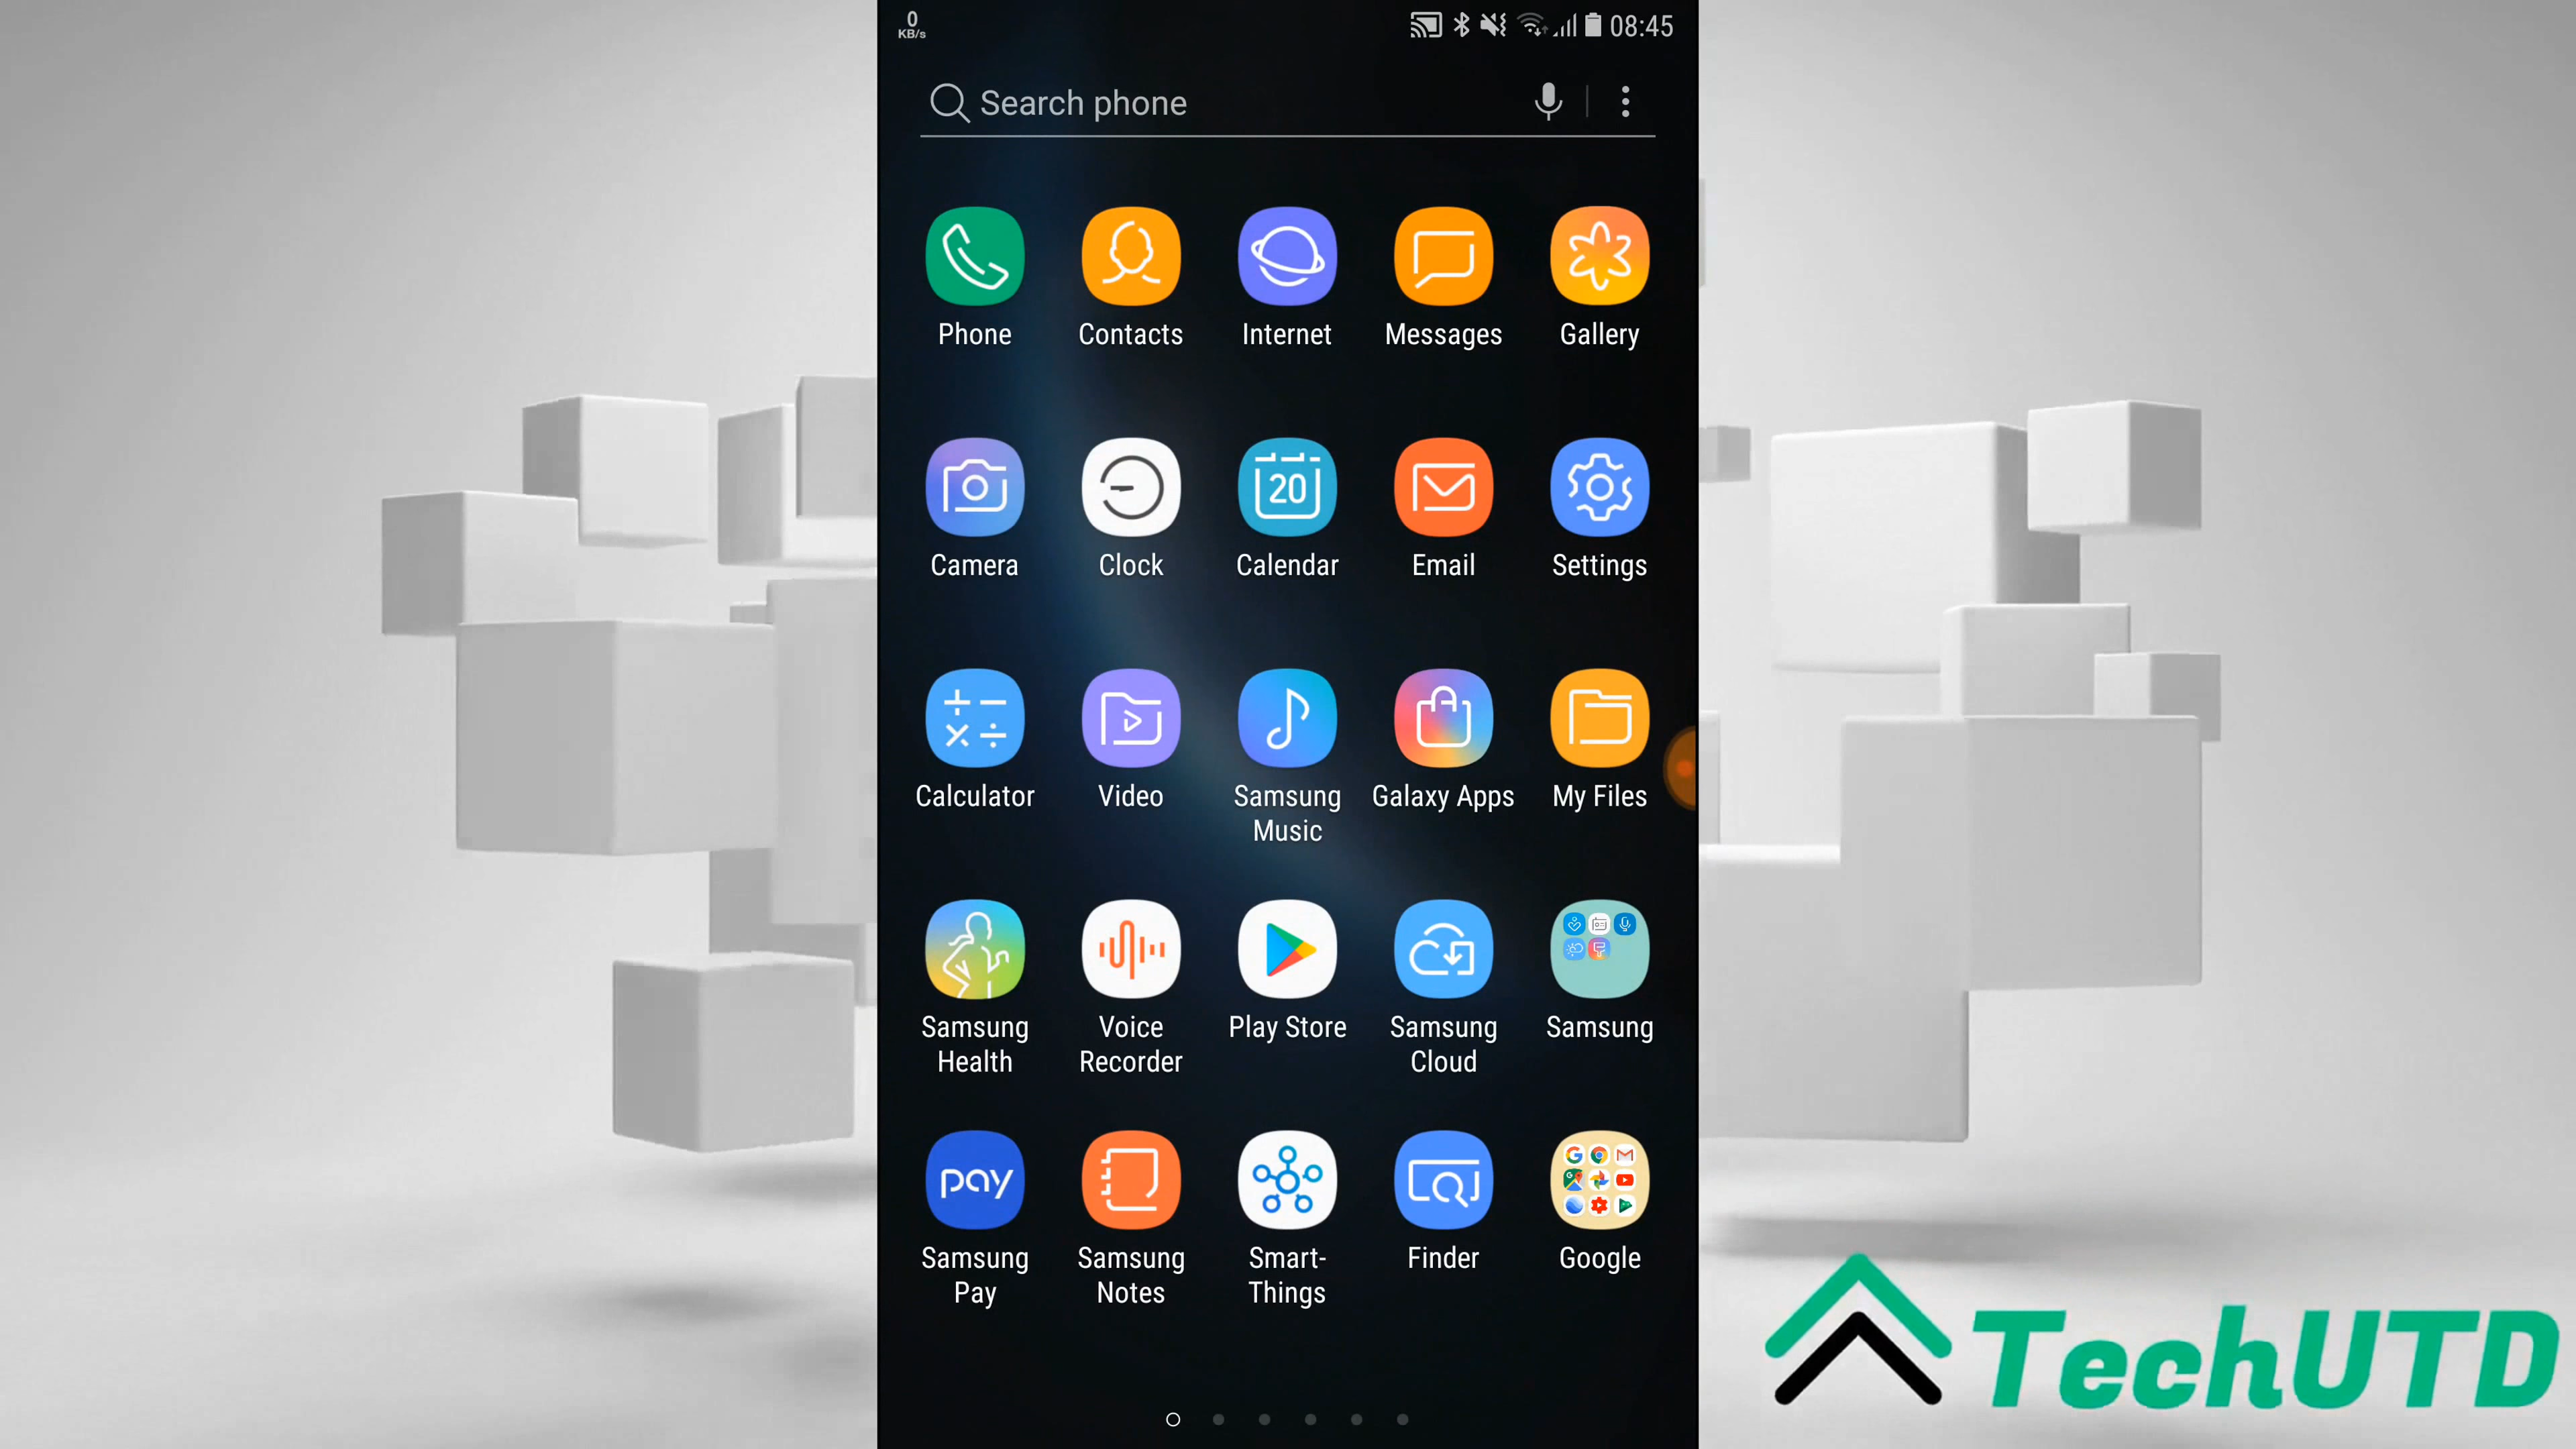 0
KB/s
08:45
Search phone
Phone
Contacts
Internet
Messages
Gallery
20
Camera
Clock
Calendar
Email
Settings
Calculator
Video
Samsung
Music
Galaxy Apps
My Files
Samsung
Health
Voice
Recorder
Play Store
Samsung
Cloud
Samsung
pay
Samsung
Pay
Samsung
Notes
Smart-
Things
Finder
Google
TechUTD